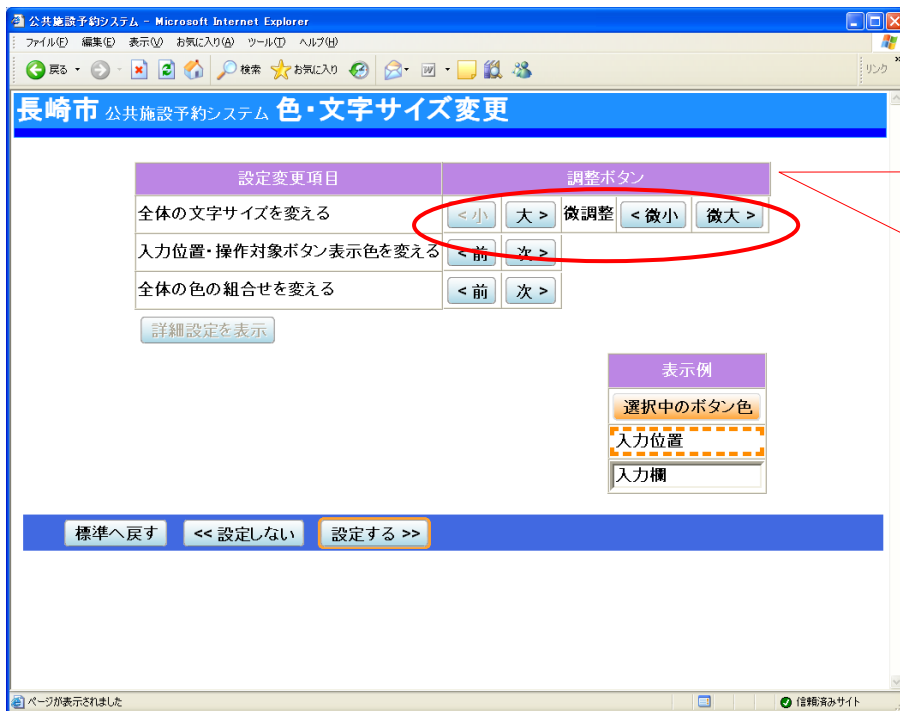 公共施設予約システム - Microsoft Internet Explorer
ファイル(F) 編集(E) 表示(V) お気に入り(A) ツール(T) ヘルプ(H)
戻る 検索 お気に入り リンク
長崎市 公共施設予約システム 色・文字サイズ変更
設定変更項目 調整ボタン
全体の文字サイズを変える < 小 大 > 微調整 < 微小 微大 >
入力位置・操作対象ボタン表示色を変える < 前 次 >
全体の色の組合せを変える < 前 次 >
詳細設定を表示
表示例
選択中のボタン色
入力位置
入力欄
標準へ戻す << 設定しない 設定する >>
ページが表示されました 信頼済みサイト